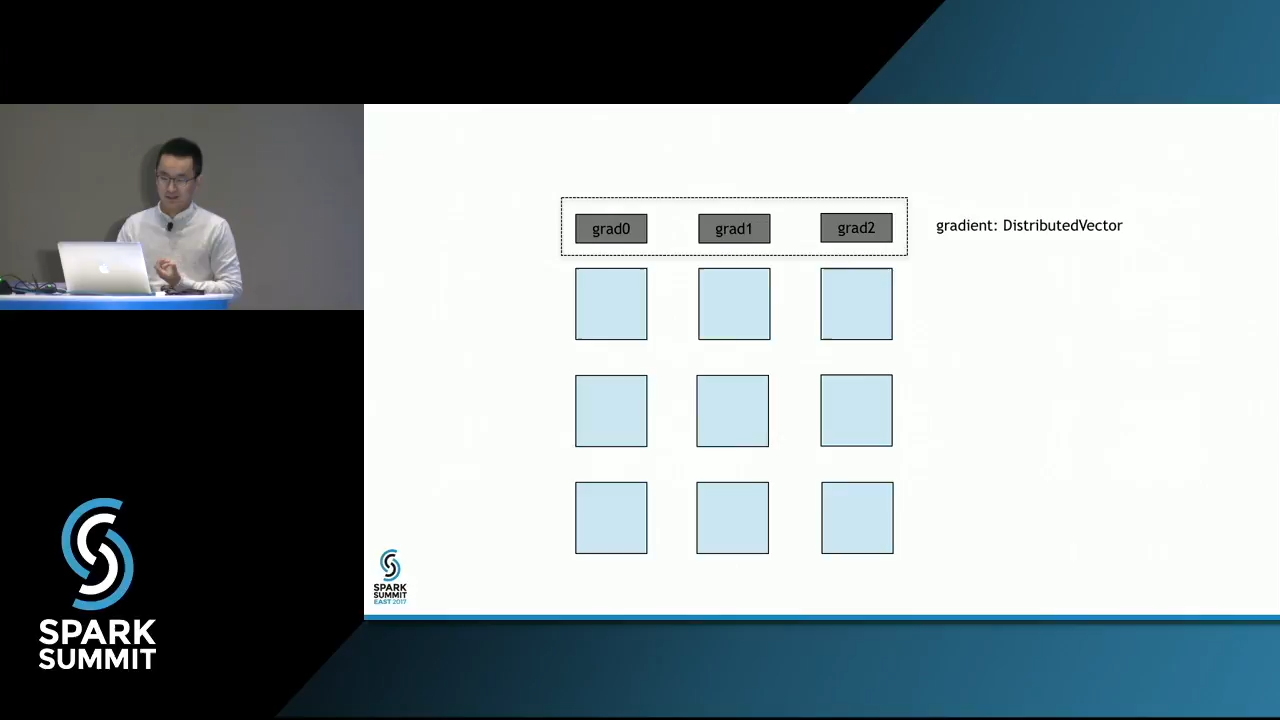 grad0 grad1 grad2
gradient: DistributedVector
SPARK
SUMMIT
EAST 2017
SPARK
SUMMIT